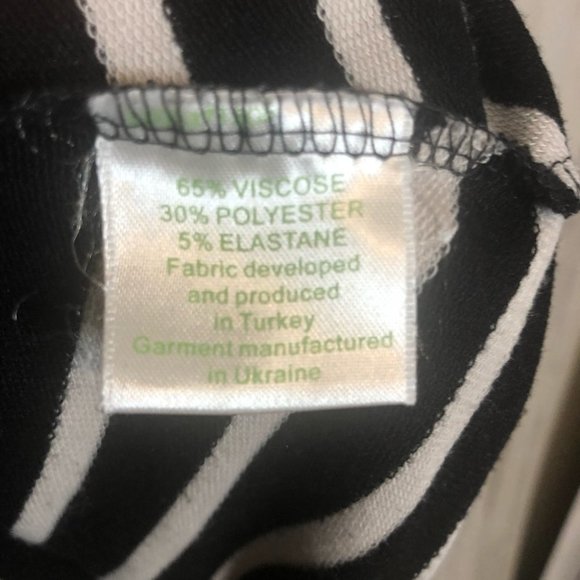 65% VISCOSE
30% POLYESTER
5% ELASTANE
Fabric developed
and produced
in Turkey
Garment manufactured
in Ukraine